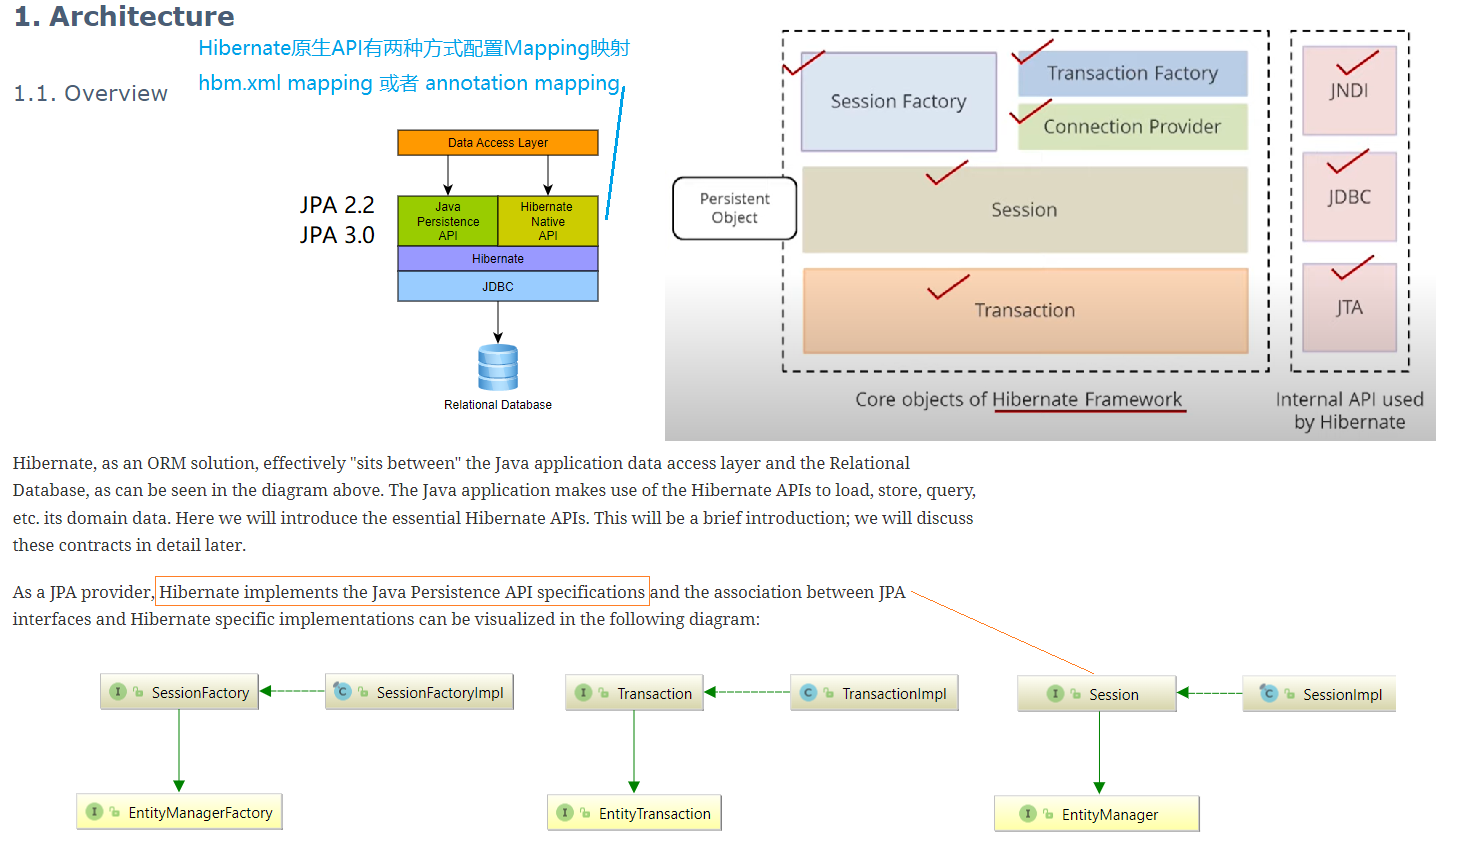 1. Architecture
Hibernate原生API有两种方式配置Mapping映射
hbm.xml mapping 或者 annotation mapping
1.1. Overview
Data Access Layer
JPA 2.2
JPA 3.0
Java
Persistence
API
Hibernate
Native
API
Hibernate
JDBC
Relational Database
Persistent
Object
Session Factory
Transaction Factory
Connection Provider
Session
Transaction
Core objects of Hibernate Framework
JNDI
JDBC
JTA
Internal API used
by Hibernate
Hibernate, as an ORM solution, effectively "sits between" the Java application data access layer and the Relational
Database, as can be seen in the diagram above. The Java application makes use of the Hibernate APIs to load, store, query,
etc. its domain data. Here we will introduce the essential Hibernate APIs. This will be a brief introduction; we will discuss
these contracts in detail later.
As a JPA provider, Hibernate implements the Java Persistence API specifications and the association between JPA
interfaces and Hibernate specific implementations can be visualized in the following diagram:
I SessionFactory
C SessionFactoryImpl
I Transaction
C TransactionImpl
I Session
C SessionImpl
I EntityManagerFactory
I EntityTransaction
I EntityManager